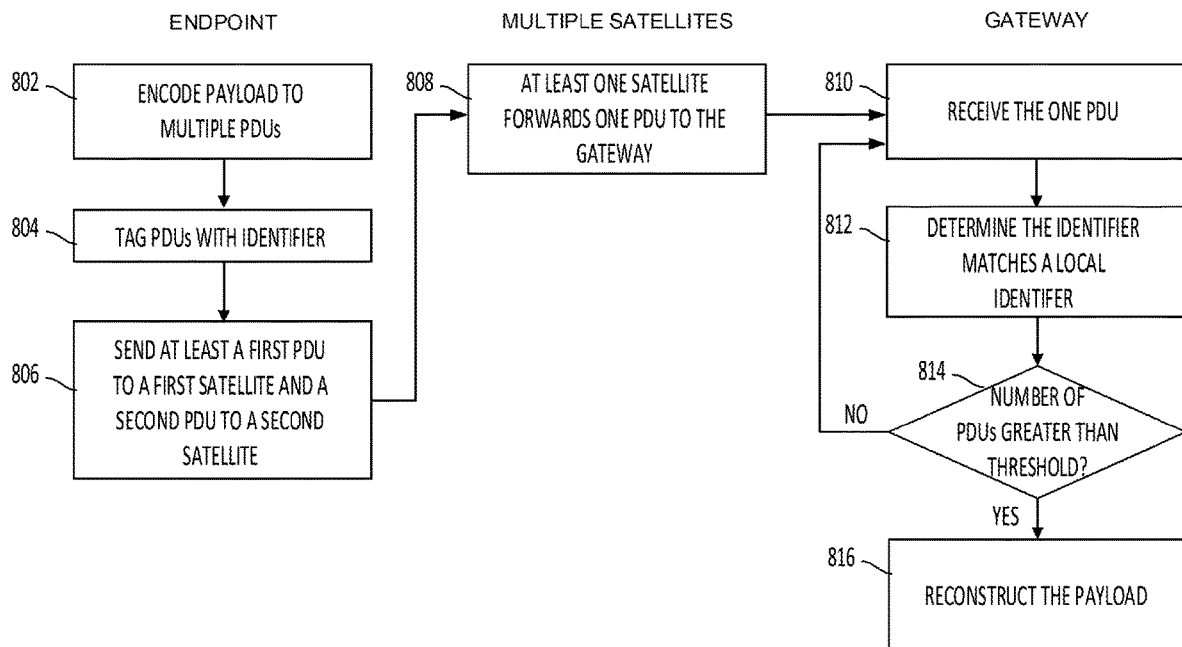 ENDPOINT
802
ENCODE PAYLOAD TO
MULTIPLE PDUs
804
TAG PDUs WITH IDENTIFIER
806
SEND AT LEAST A FIRST PDU
TO A FIRST SATELLITE AND A
SECOND PDU TO A SECOND
SATELLITE
MULTIPLE SATELLITES
808
AT LEAST ONE SATELLITE
FORWARDS ONE PDU TO THE
GATEWAY
GATEWAY
810
RECEIVE THE ONE PDU
812
DETERMINE THE IDENTIFIER
MATCHES A LOCAL
IDENTIFER
814
NUMBER OF
PDUs GREATER THAN
THRESHOLD?
NO
YES
816
RECONSTRUCT THE PAYLOAD